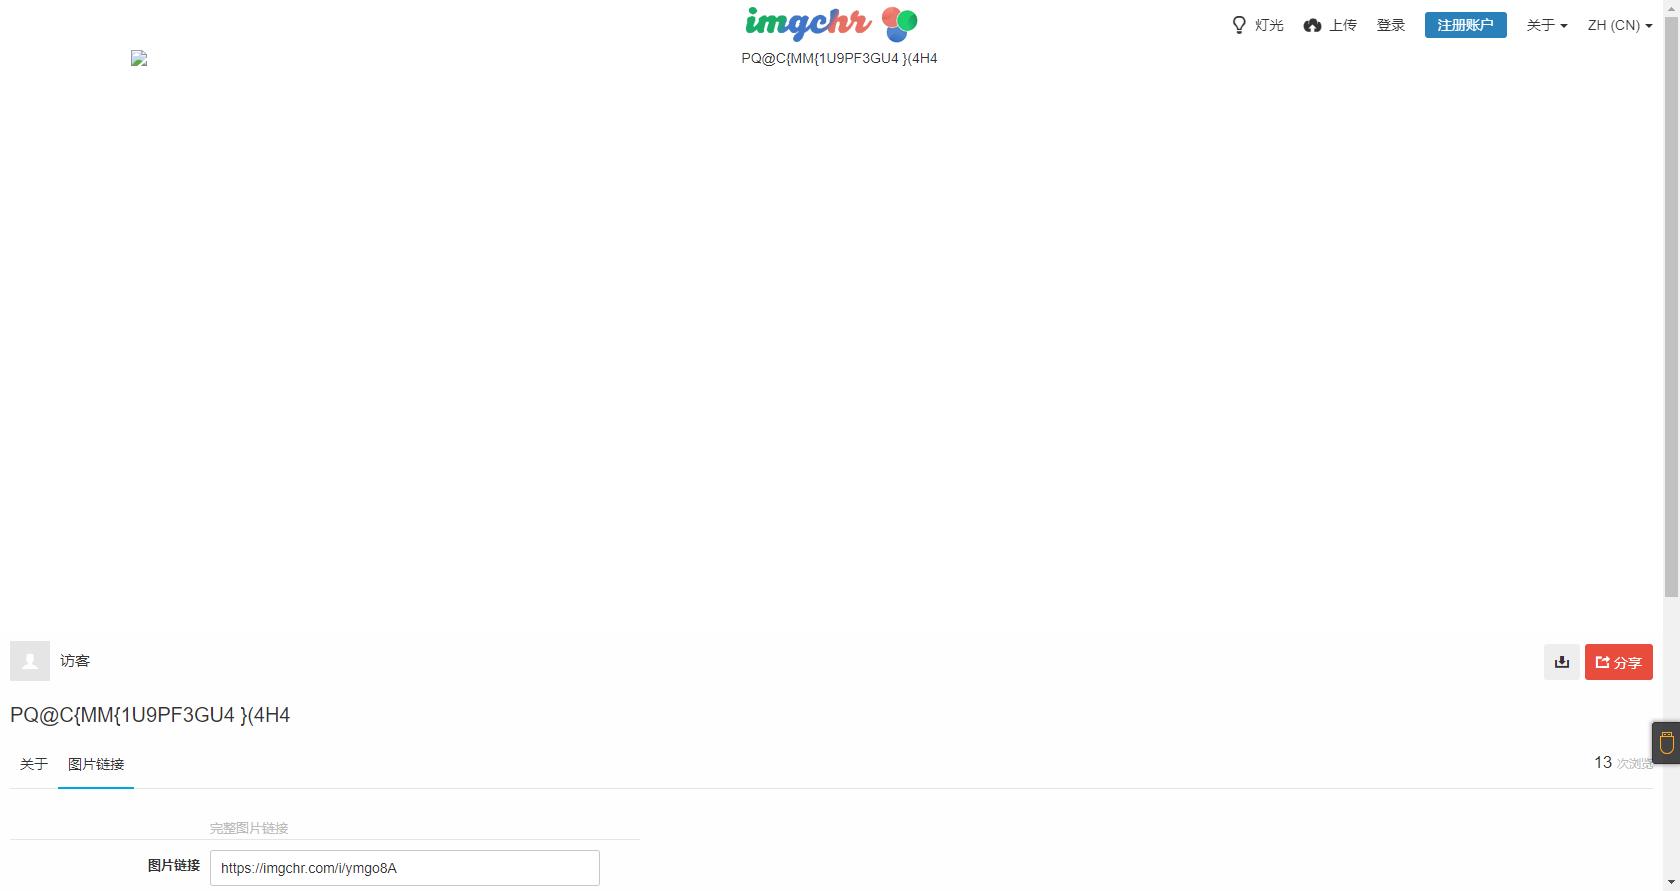 imgchr
灯光 上传 登录 注册账户 关于 ZH (CN)
PQ@C{MM{1U9PF3GU4 }(4H4
访客
分享
PQ@C{MM{1U9PF3GU4 }(4H4
关于 图片链接
13 次浏览
完整图片链接
图片链接 https://imgchr.com/i/ymgo8A